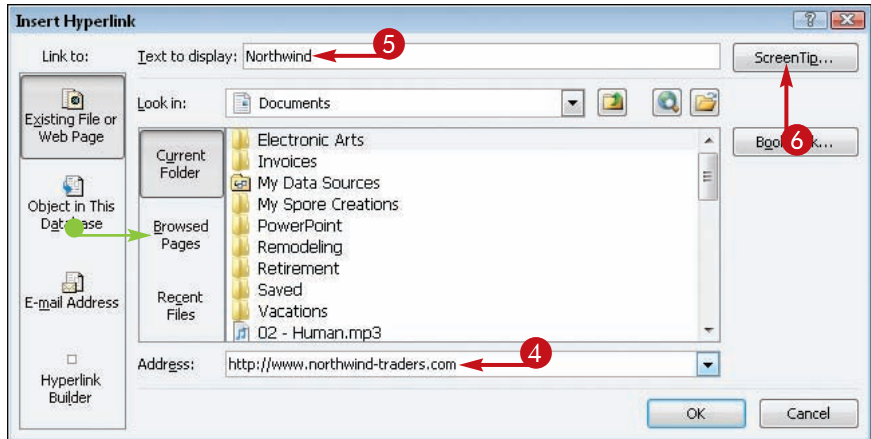 Insert Hyperlink
Link to:
Text to display: Northwind
5
ScreenTip...
Existing File or
Web Page
Look in:
Documents
6
Current
Folder
Electronic Arts
Invoices
My Data Sources
My Spore Creations
PowerPoint
Remodeling
Retirement
Saved
Vacations
02 - Human.mp3
Object in This
Browsed
Pages
E-mail Address
Recent
Files
Hyperlink
Builder
Address:
http://www.northwind-traders.com
4
OK
Cancel